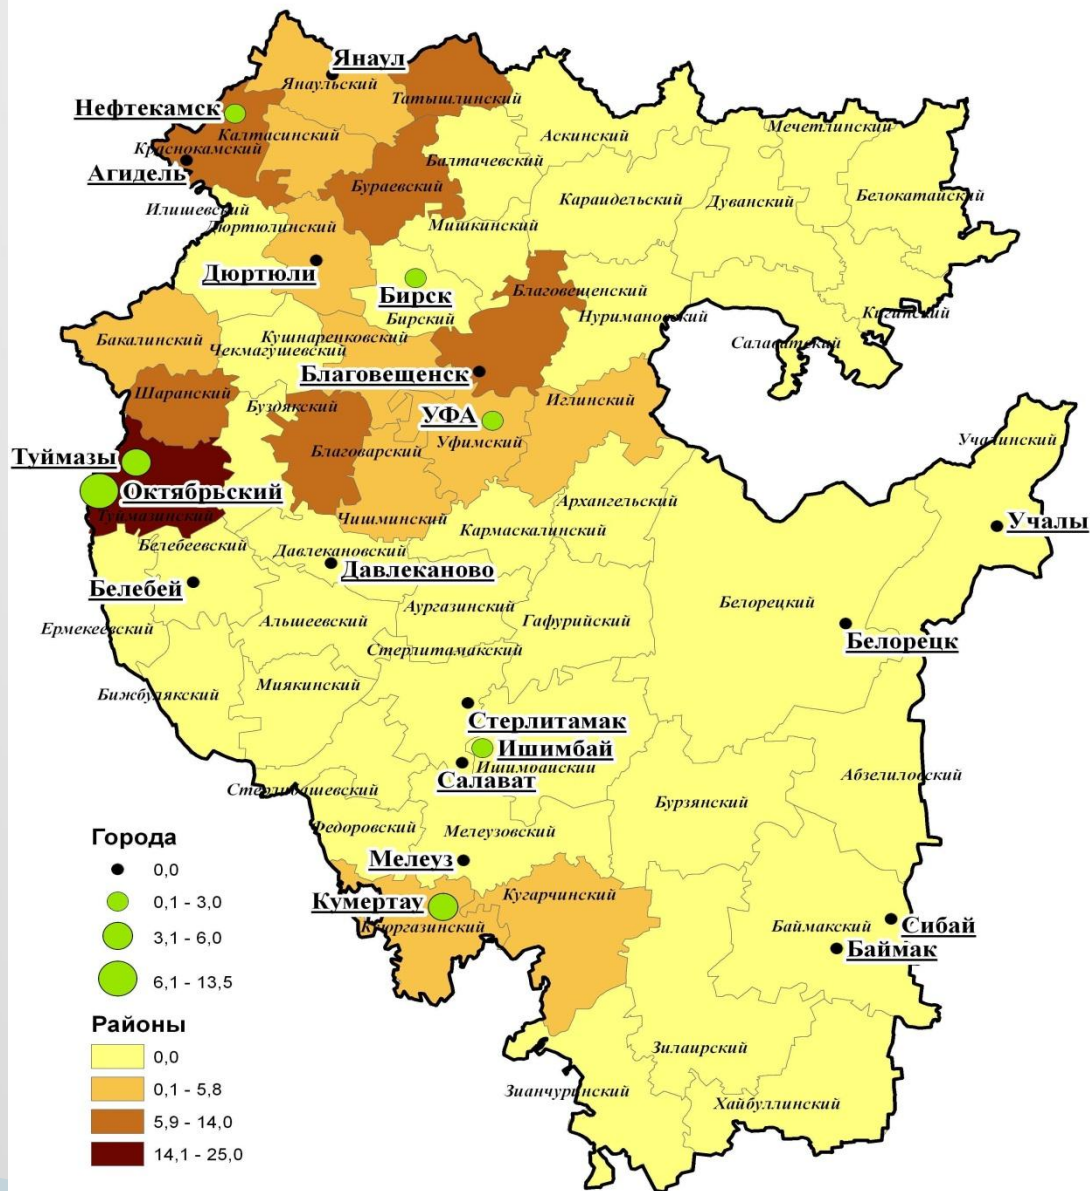 Янаул
Янаульский
Татышлинский
Нефтекамск
Калтасинский
Краснокамский
Агидель
Аскинский
Мечетлинский
Балтачевский
Бураевский
Караидельский
Дуванский
Белокатайский
Илишевский
Дюртюлинский
Мишкинский
Дюртюли
Бирск
Бирский
Благовещенский
Нуримановский
Кигинский
Салаватский
Бакалинский
Кушнаренковский
Чекмагушевский
Благовещенск
Шаранский
Буздякский
УФА
Уфимский
Иглинский
Благоварский
Учалинский
Туймазы
Октябрьский
Туймазинский
Чишминский
Кармаскалинский
Архангельский
Учалы
Белебеевский
Давлекановский
Давлеканово
Белебей
Аургазинский
Белорецкий
Ермекеевский
Альшеевский
Гафурийский
Белорецк
Стерлитамакский
Бижбулякский
Миякинский
Стерлитамак
Ишимбай
Ишимбайский
Салават
Абзелиловский
Стерлибашевский
Бурзянский
Федоровский
Мелеузовский
Мелеуз
Кугарчинский
Кумертау
Куюргазинский
Баймакский
Сибай
Баймак
Зилаирский
Зианчуринский
Хайбуллинский
Города
0,0
0,1 - 3,0
3,1 - 6,0
6,1 - 13,5
Районы
0,0
0,1 - 5,8
5,9 - 14,0
14,1 - 25,0